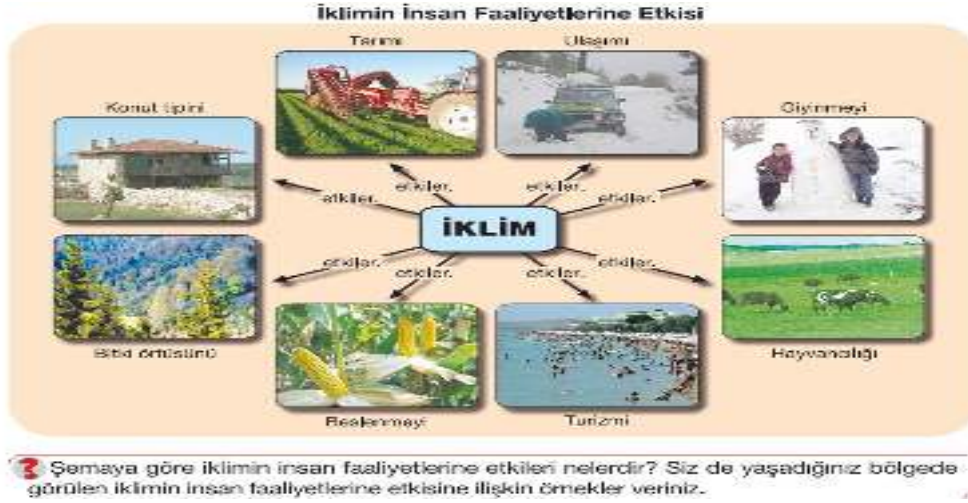 İklimin İnsan Faaliyetlerine Etkisi
Tarımı
Ulaşımı
Konut tipini
Giyinmeyi
etkiler.
etkiler.
etkiler.
etkiler.
İKLİM
etkiler.
etkiler.
etkiler.
etkiler.
Bitki örtüsünü
Hayvancılığı
Beslenmeyi
Turizmi
? Şemaya göre iklimin insan faaliyetlerine etkileri nelerdir? Siz de yaşadığınız bölgede
görülen iklimin insan faaliyetlerine etkisine ilişkin örnekler veriniz.